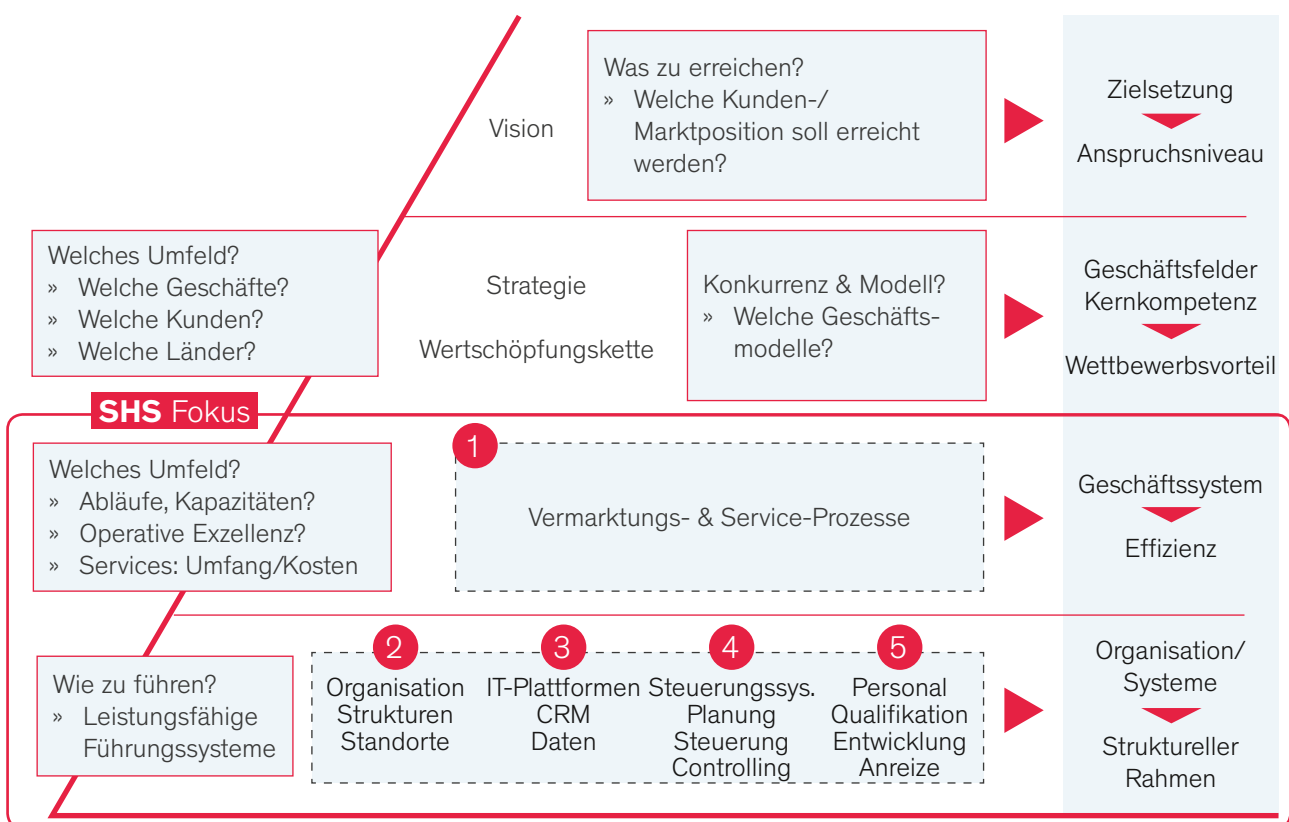 Vision
Was zu erreichen?
» Welche Kunden-/
Marktposition soll erreicht
werden?
Zielsetzung
Anspruchsniveau
Welches Umfeld?
» Welche Geschäfte?
» Welche Kunden?
» Welche Länder?
Strategie
Wertschöpfungskette
Konkurrenz & Modell?
» Welche Geschäfts-
modelle?
Geschäftsfelder
Kernkompetenz
Wettbewerbsvorteil
SHS Fokus
Welches Umfeld?
» Abläufe, Kapazitäten?
» Operative Exzellenz?
» Services: Umfang/Kosten
1
Vermarktungs- & Service-Prozesse
Geschäftssystem
Effizienz
Wie zu führen?
» Leistungsfähige
Führungssysteme
2
Organisation
Strukturen
Standorte
3
IT-Plattformen
CRM
Daten
4
Steuerungssys.
Planung
Steuerung
Controlling
5
Personal
Qualifikation
Entwicklung
Anreize
Organisation/
Systeme
Struktureller
Rahmen